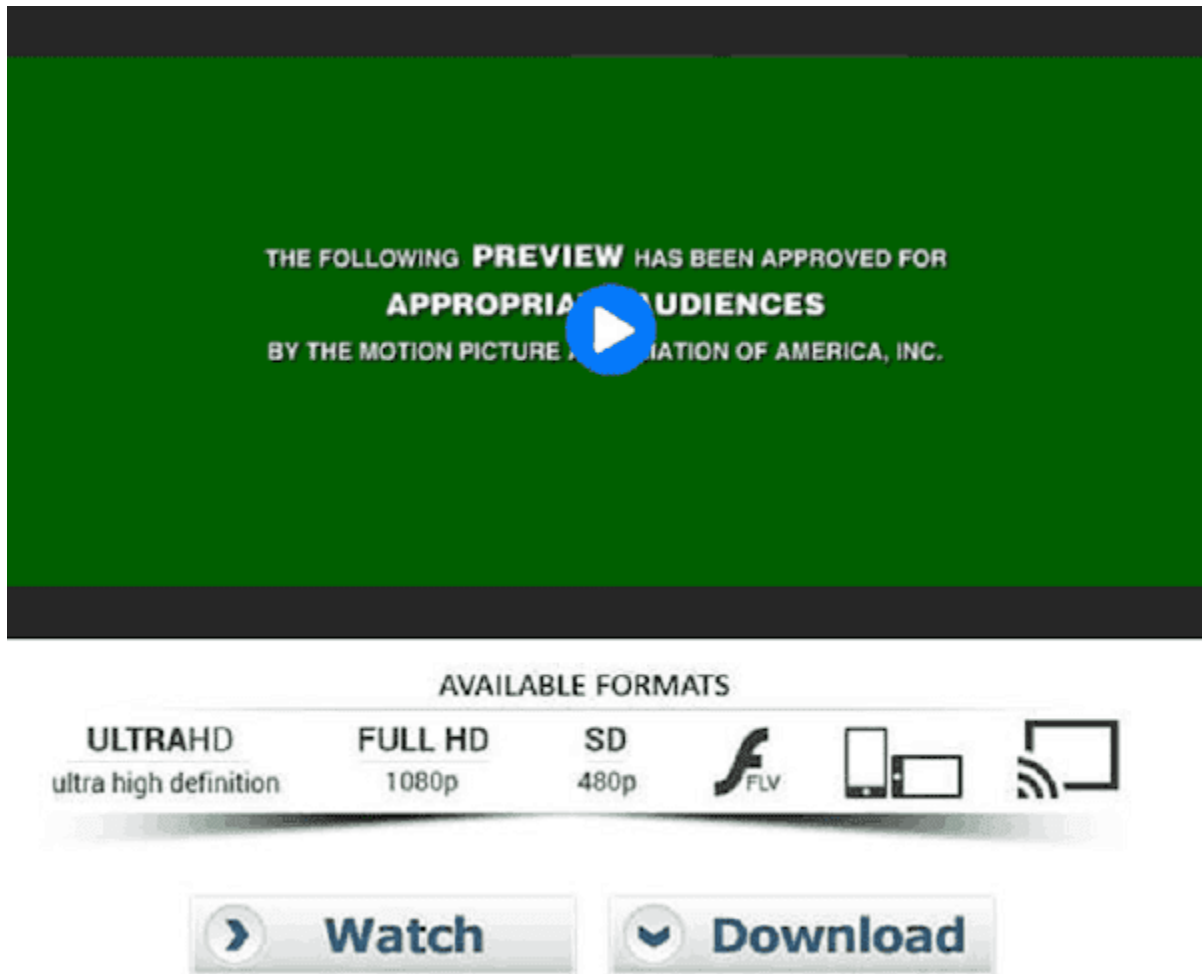 THE FOLLOWING PREVIEW HAS BEEN APPROVED FOR
AUDIENCES
BY THE MOTION PICTURE OF AMERICA, INC.
AVAILABLE FORMATS
ULTRAHD FULL HD SD
ultra high definition 1080p 480p FLV
Watch Download